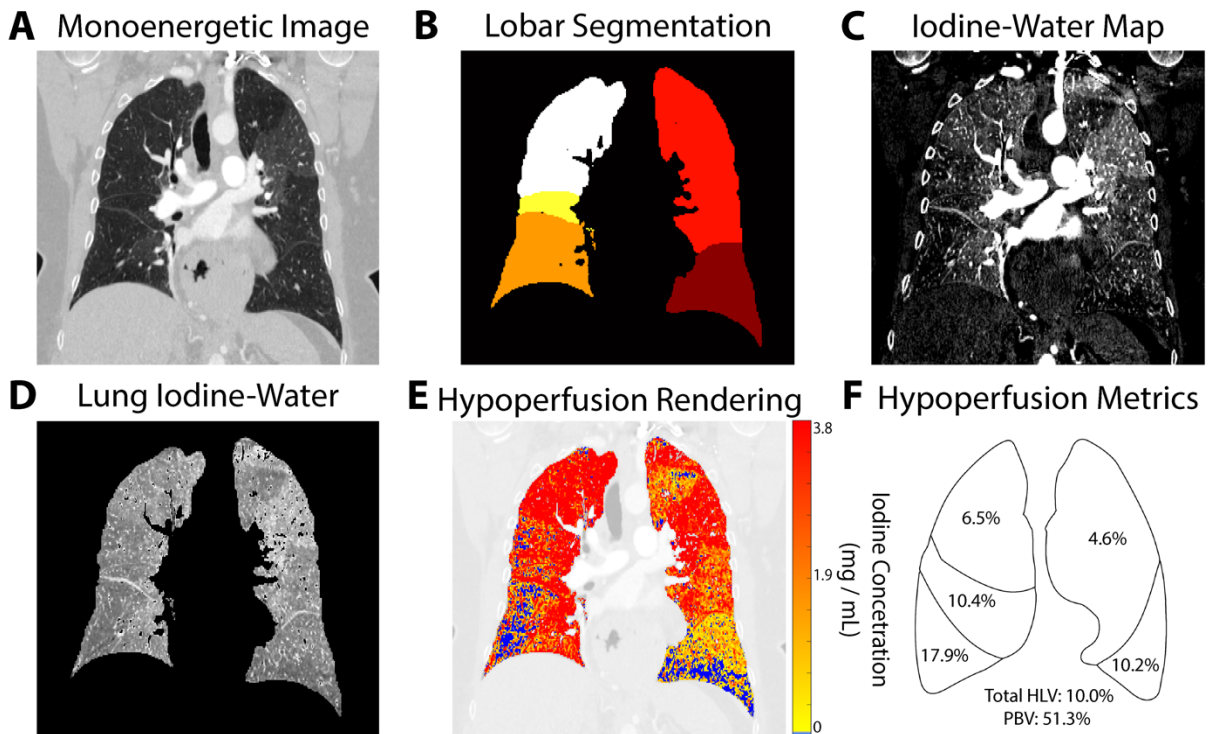 A Monoenergetic Image
B Lobar Segmentation
C Iodine-Water Map
D Lung Iodine-Water
E Hypoperfusion Rendering
3.8
1.9
0
Iodine Concetration
(mg / mL)
F Hypoperfusion Metrics
6.5%
4.6%
10.4%
17.9%
10.2%
Total HLV: 10.0%
PBV: 51.3%